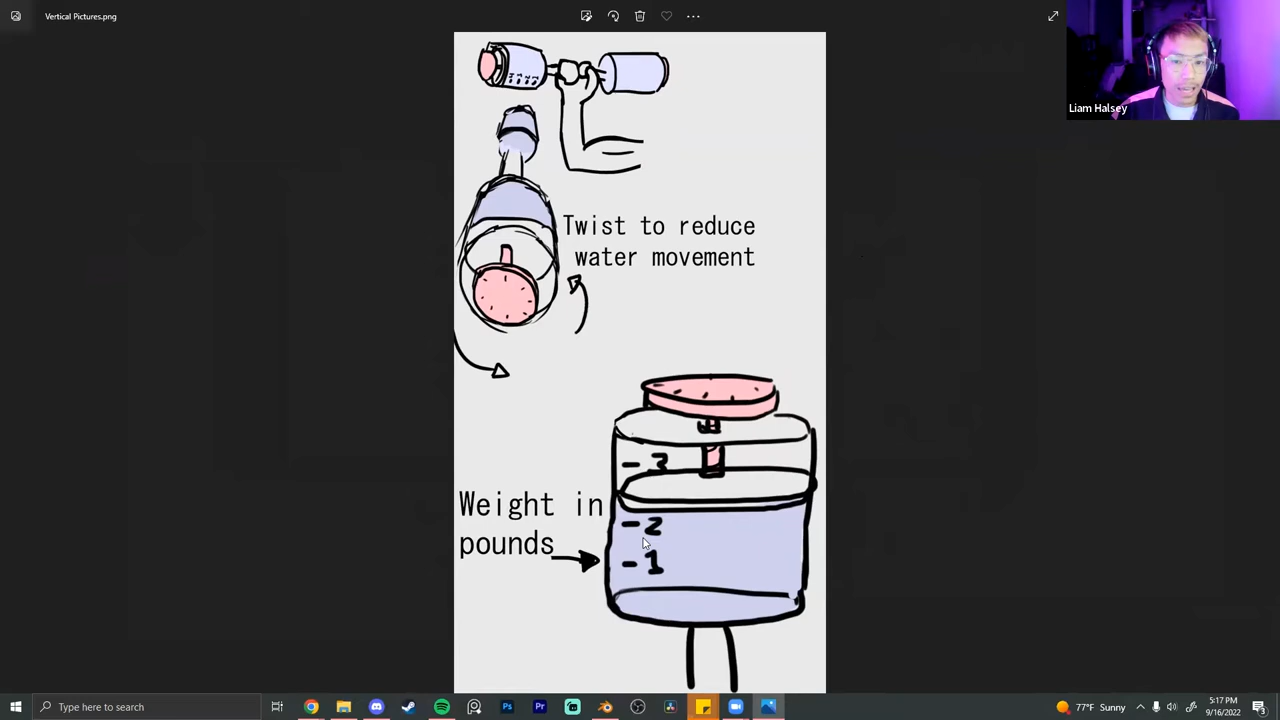 Vertical Pictures.png
Liam Halsey
Twist to reduce
water movement
-3
Weight in
pounds
-2
-1
Type here to search
77°F Sunny
5:17 PM
9/16/2022